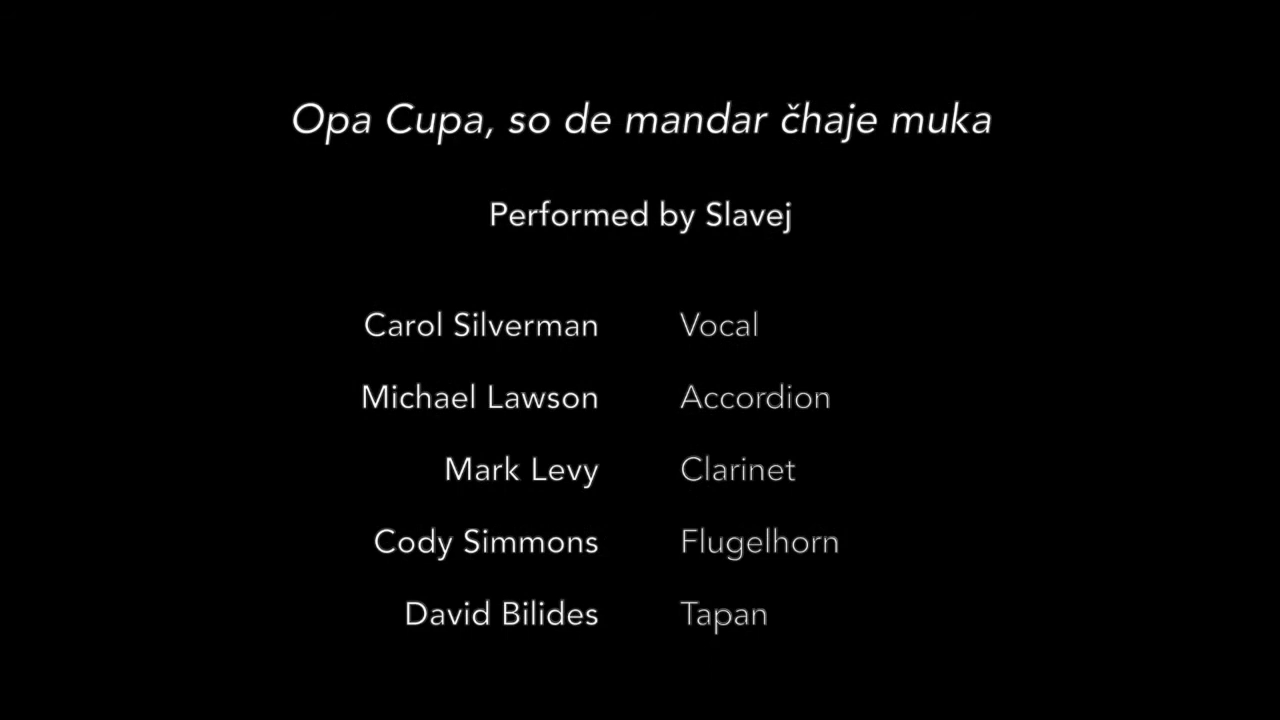 Opa Cupa, so de mandar čhaje muka
Performed by Slavej
Carol Silverman Vocal
Michael Lawson Accordion
Mark Levy Clarinet
Cody Simmons Flugelhorn
David Bilides Tapan